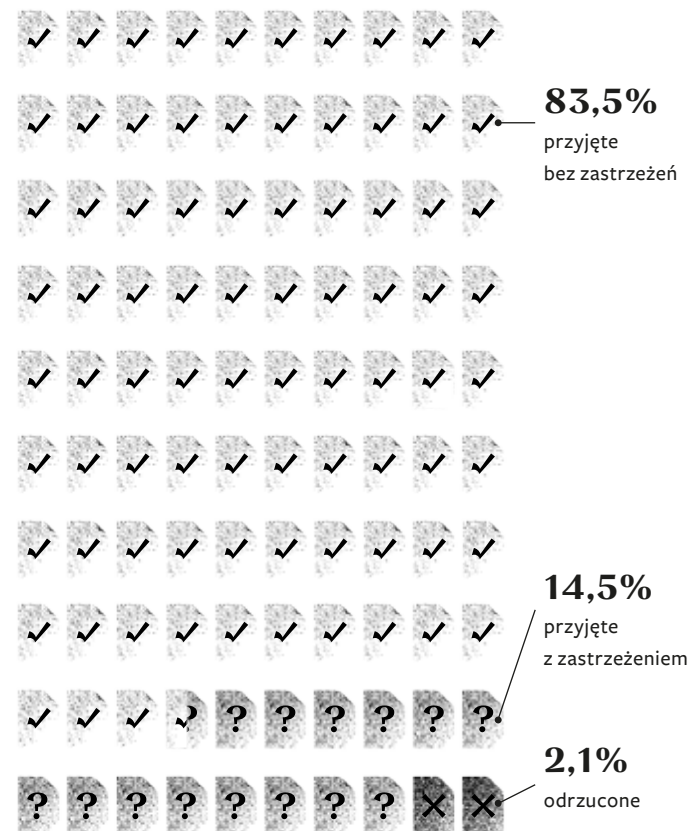 83,5%
przyjęte
bez zastrzeżeń
14,5%
przyjęte
z zastrzeżeniem
? ? ? ? ? ? ?
2,1%
odrzucone
? ? ? ? ? ? ? ?